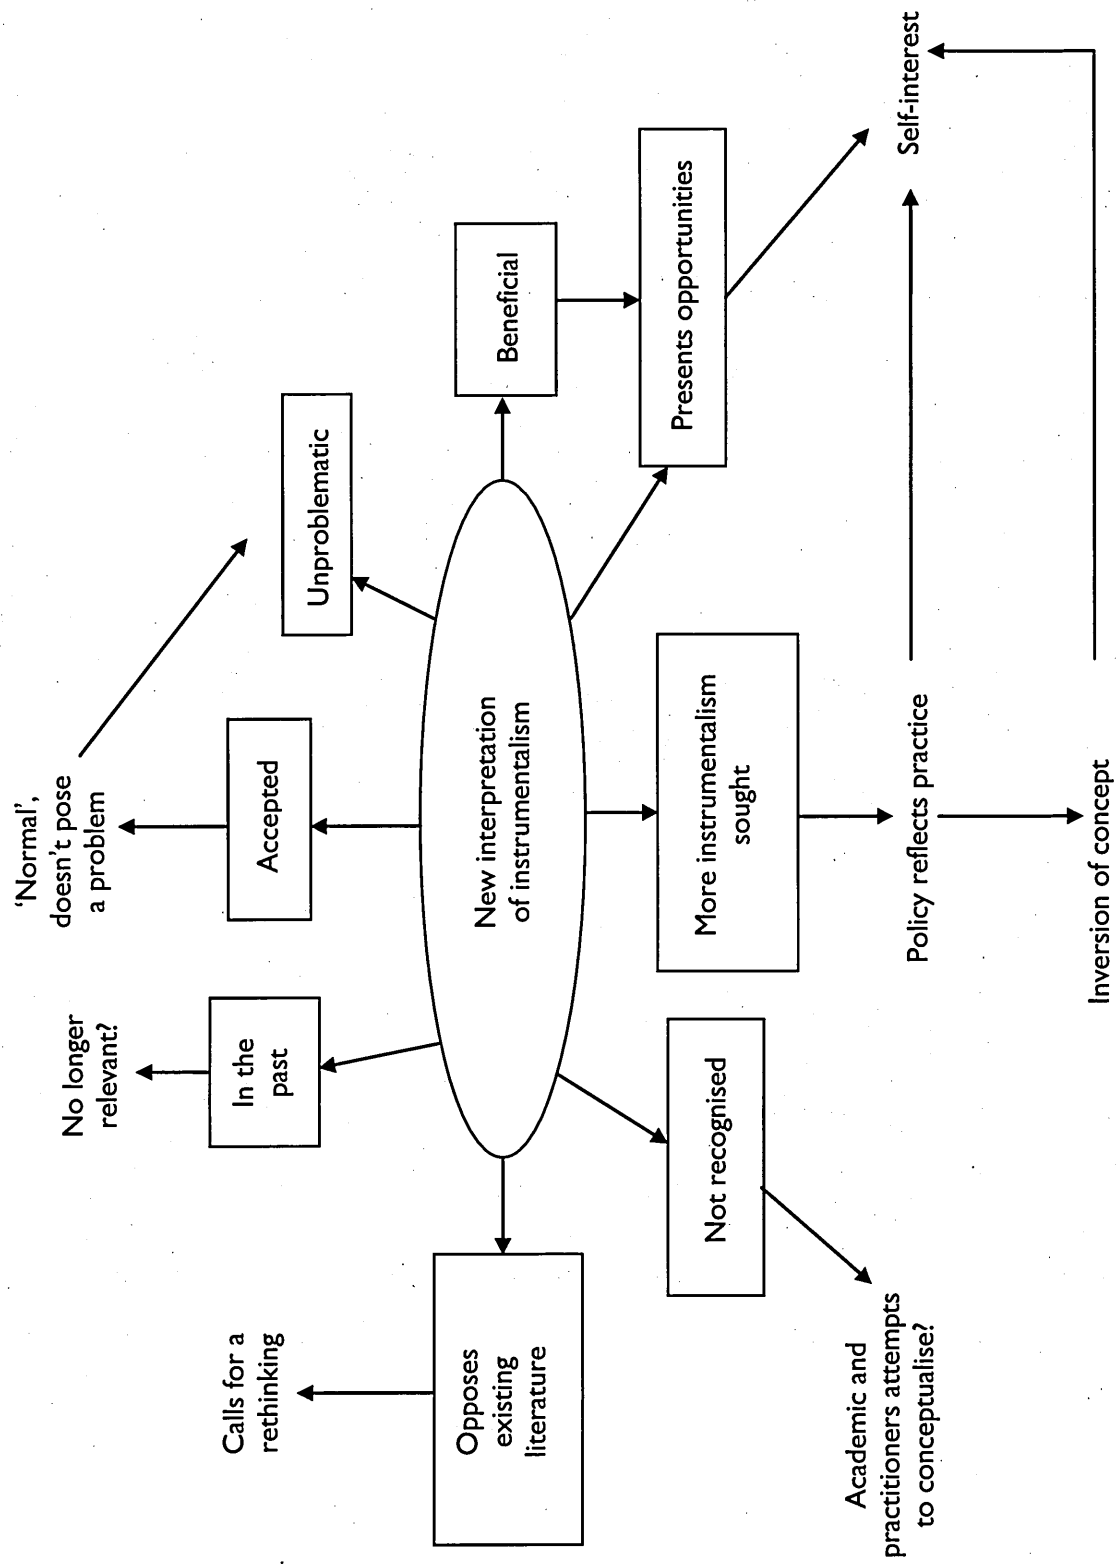 'Normal',
doesn't pose
a problem
No longer
relevant?
Calls for a
rethinking
In the
past
Accepted
Unproblematic
Opposes
existing
literature
New interpretation
of instrumentalism
Beneficial
Not recognised
More instrumentalism
sought
Presents opportunities
Academic and
practitioners attempts
to conceptualise?
Policy reflects practice
Self-interest
Inversion of concept